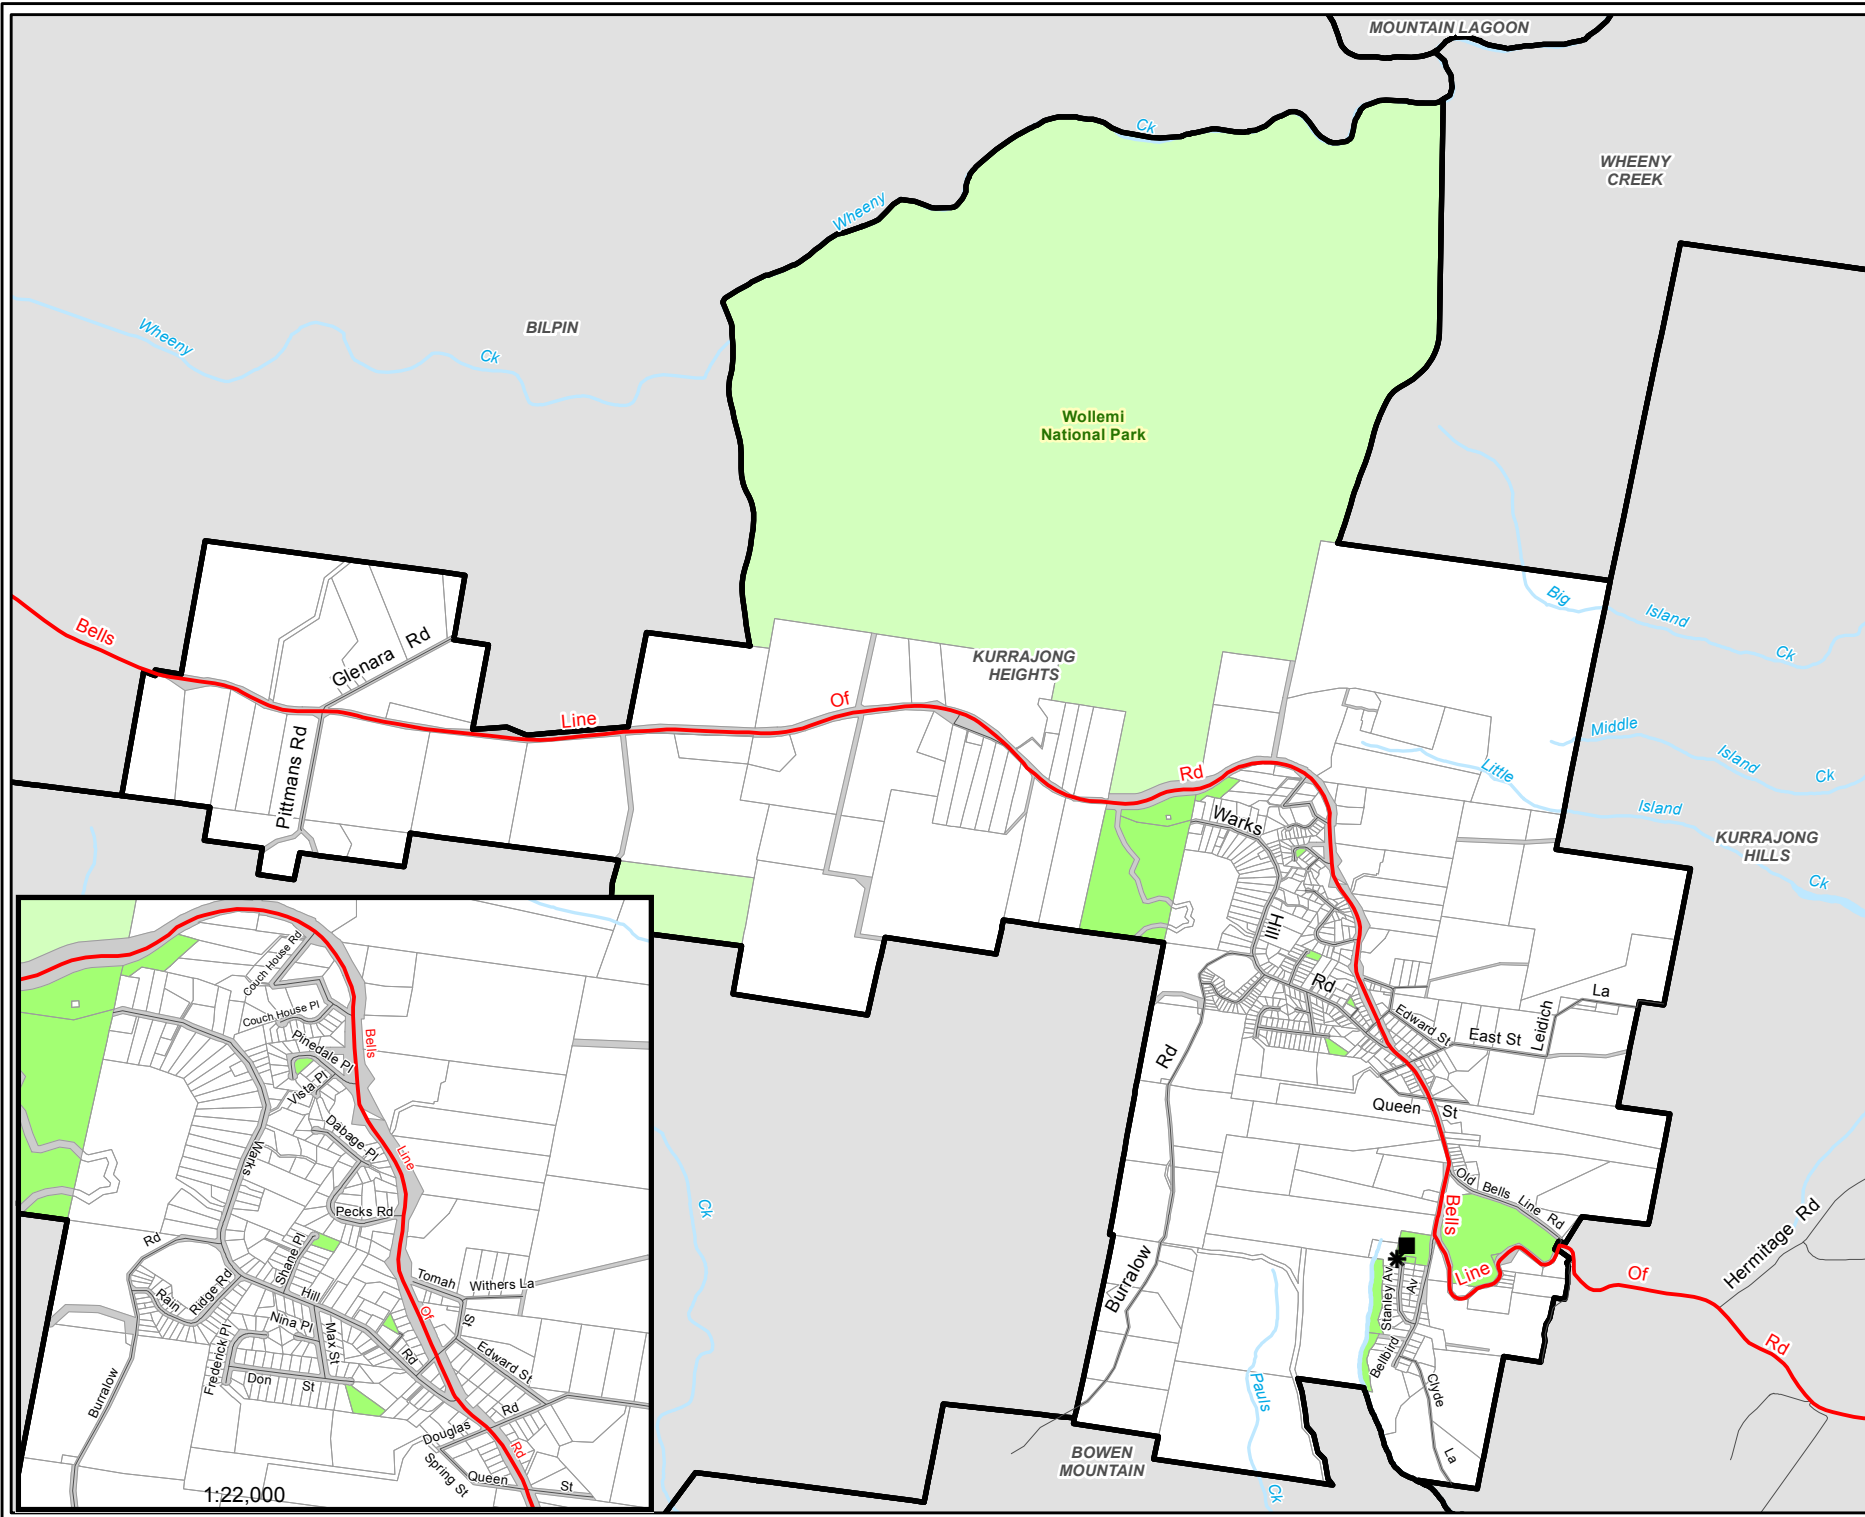 MOUNTAIN LAGOON
Ck
WHEENY
CREEK
Wheeny
BILPIN
Wheeny
Ck
Wollemi
National Park
Big
Island
Ck
Bells
Glenara Rd
KURRAJONG
HEIGHTS
Of
Line
Pittmans Rd
Rd
Middle
Island
Ck
Little
Island
Ck
KURRAJONG
HILLS
Warks
Hill
Rd
Edward St
East St
Leidich
La
Rd
Queen St
Ck
Old Bells Line Rd
Bells
Line
Of
Rd
Hermitage Rd
Burralow
Stanley Av
Av
Bellbird
Clyde
La
Pauls
Ck
BOWEN
MOUNTAIN
Couch House Rd
Couch House Pl
Pinedale Pl
Vista Pl
Bells
Dabage Pl
Line
Warks
Pecks Rd
Rd
Shane Pl
Tomah
St
Withers La
Rain
Ridge Rd
Hill
Rd
Of
Nina Pl
Max St
Frederick Pl
Don St
Edward St
Burralow
Douglas
Rd
Rd
Spring St
Queen St
1:22,000